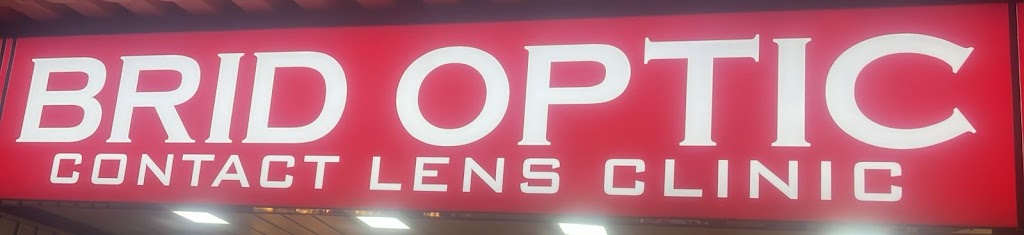 BRID OPTIC
CONTACT LENS CLINIC